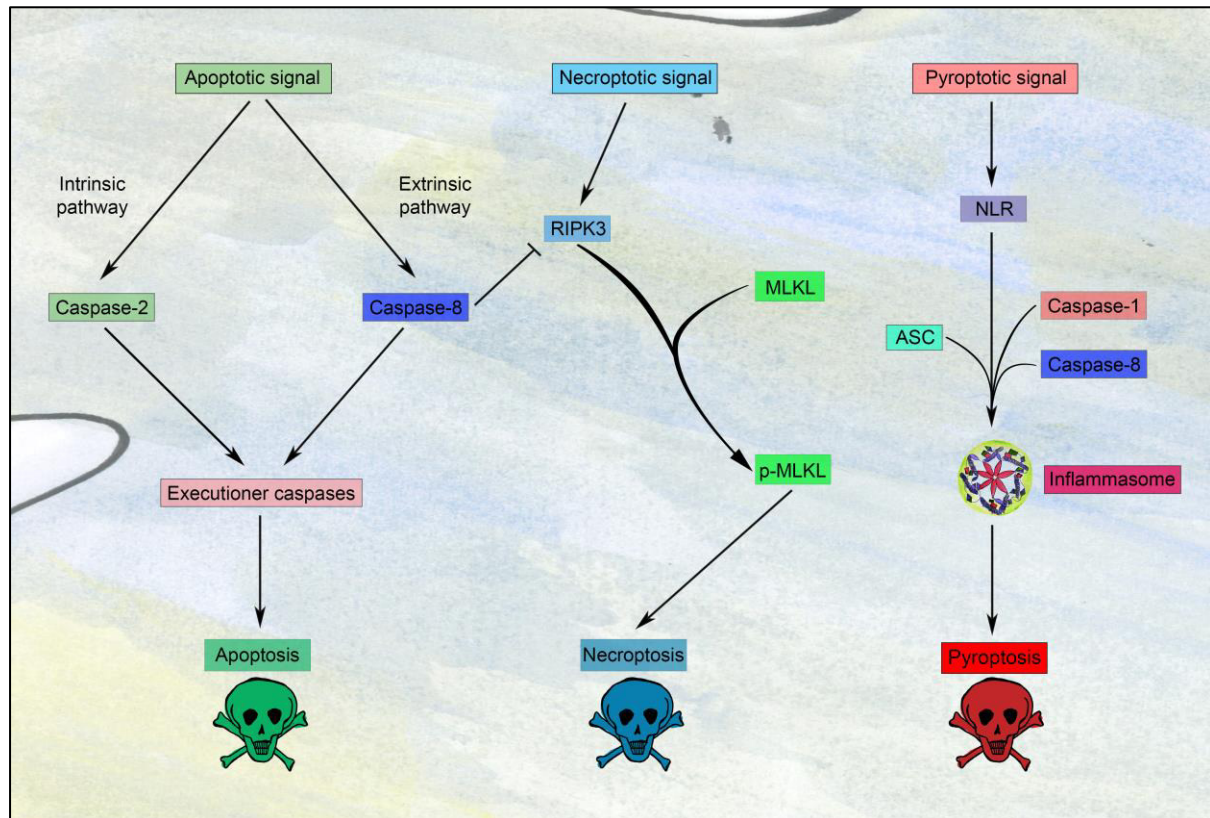 Apoptotic signal
Necroptotic signal
Pyroptotic signal
Intrinsic
pathway
Extrinsic
pathway
NLR
RIPK3
Caspase-2
Caspase-8
MLKL
Caspase-1
ASC
Caspase-8
Executioner caspases
p-MLKL
Inflammasome
Apoptosis
Necroptosis
Pyroptosis